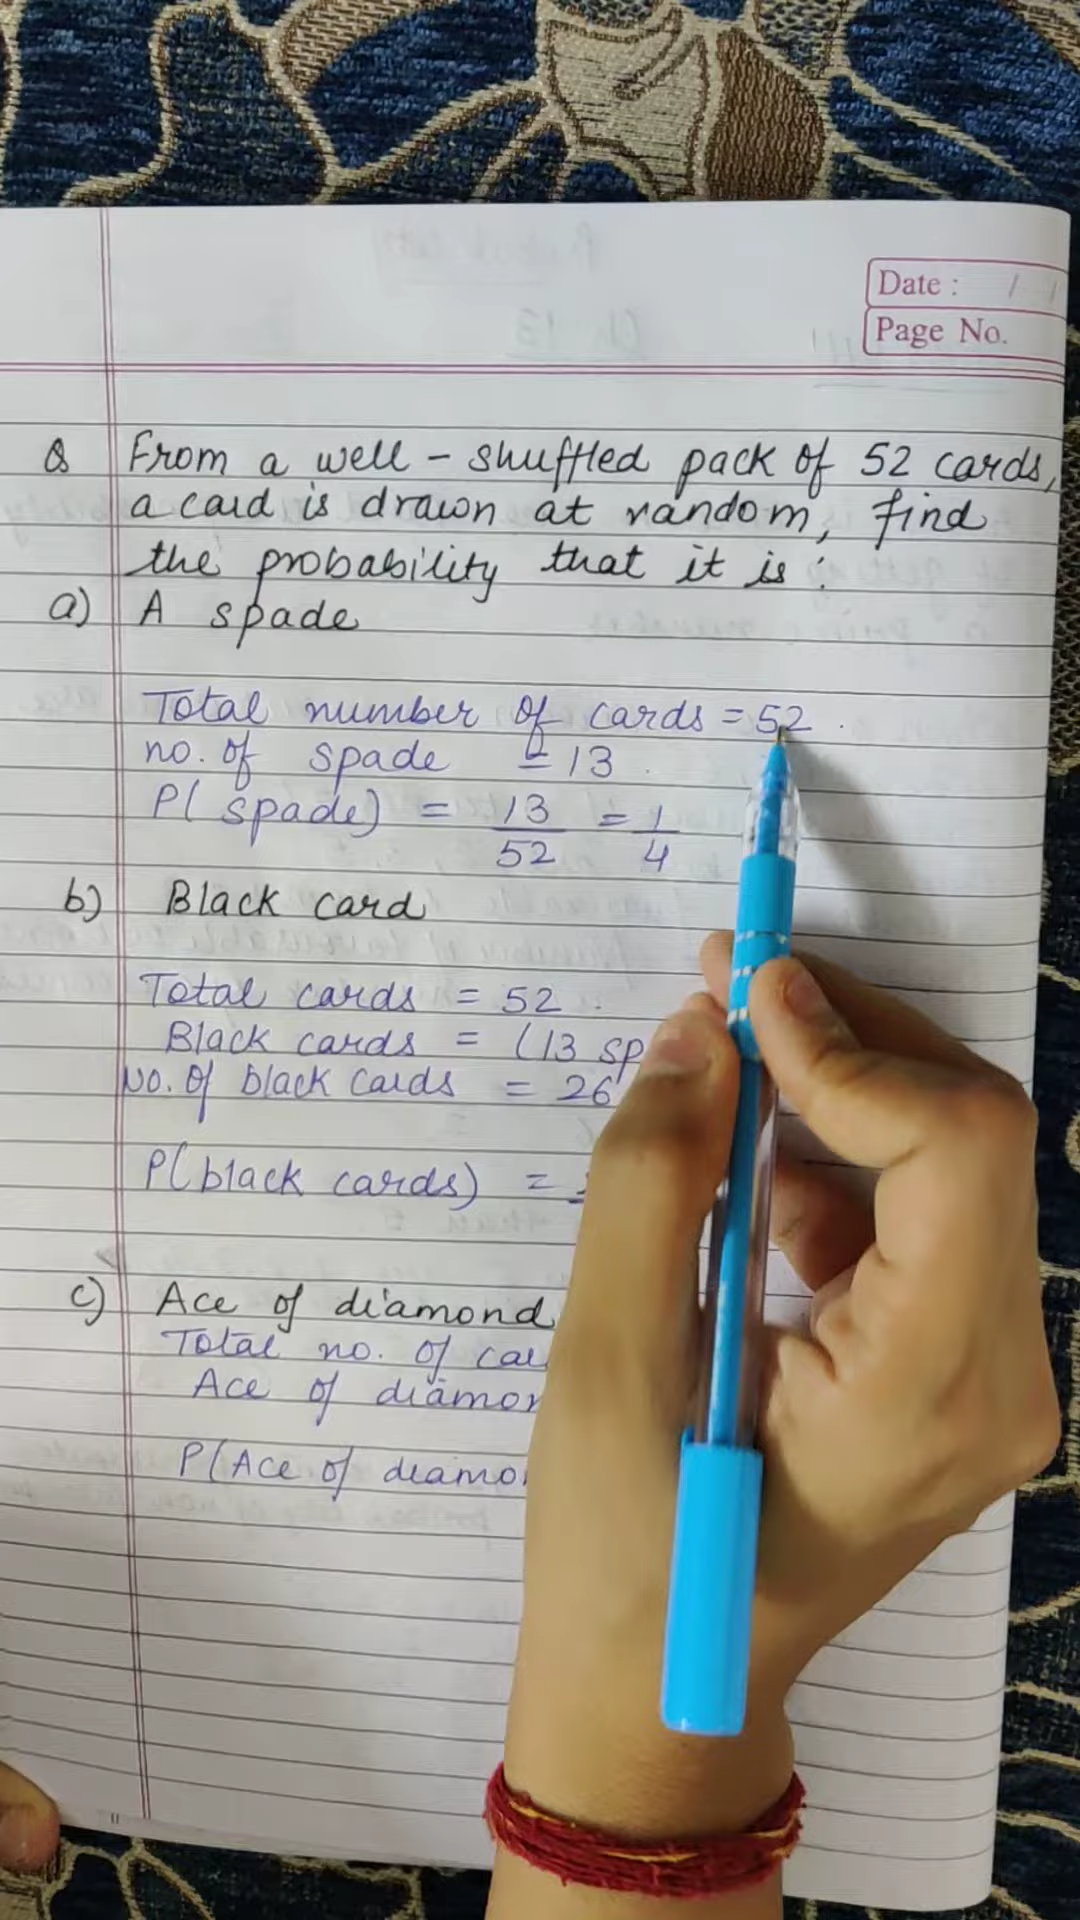 Date : / /
Page No.
Q From a well - shuffled pack of 52 cards,
a card is drawn at random, find
the probability that it is :
a) A spade
Total number of cards = 52 .
no. of spade = 13 .
P( spade) = 13/52 = 1/4
b) Black card
Total cards = 52 .
Black cards = (13 sp
No. of black cards = 26
P(black cards) =
c) Ace of diamond
Total no. of
Ace of
P(Ace of